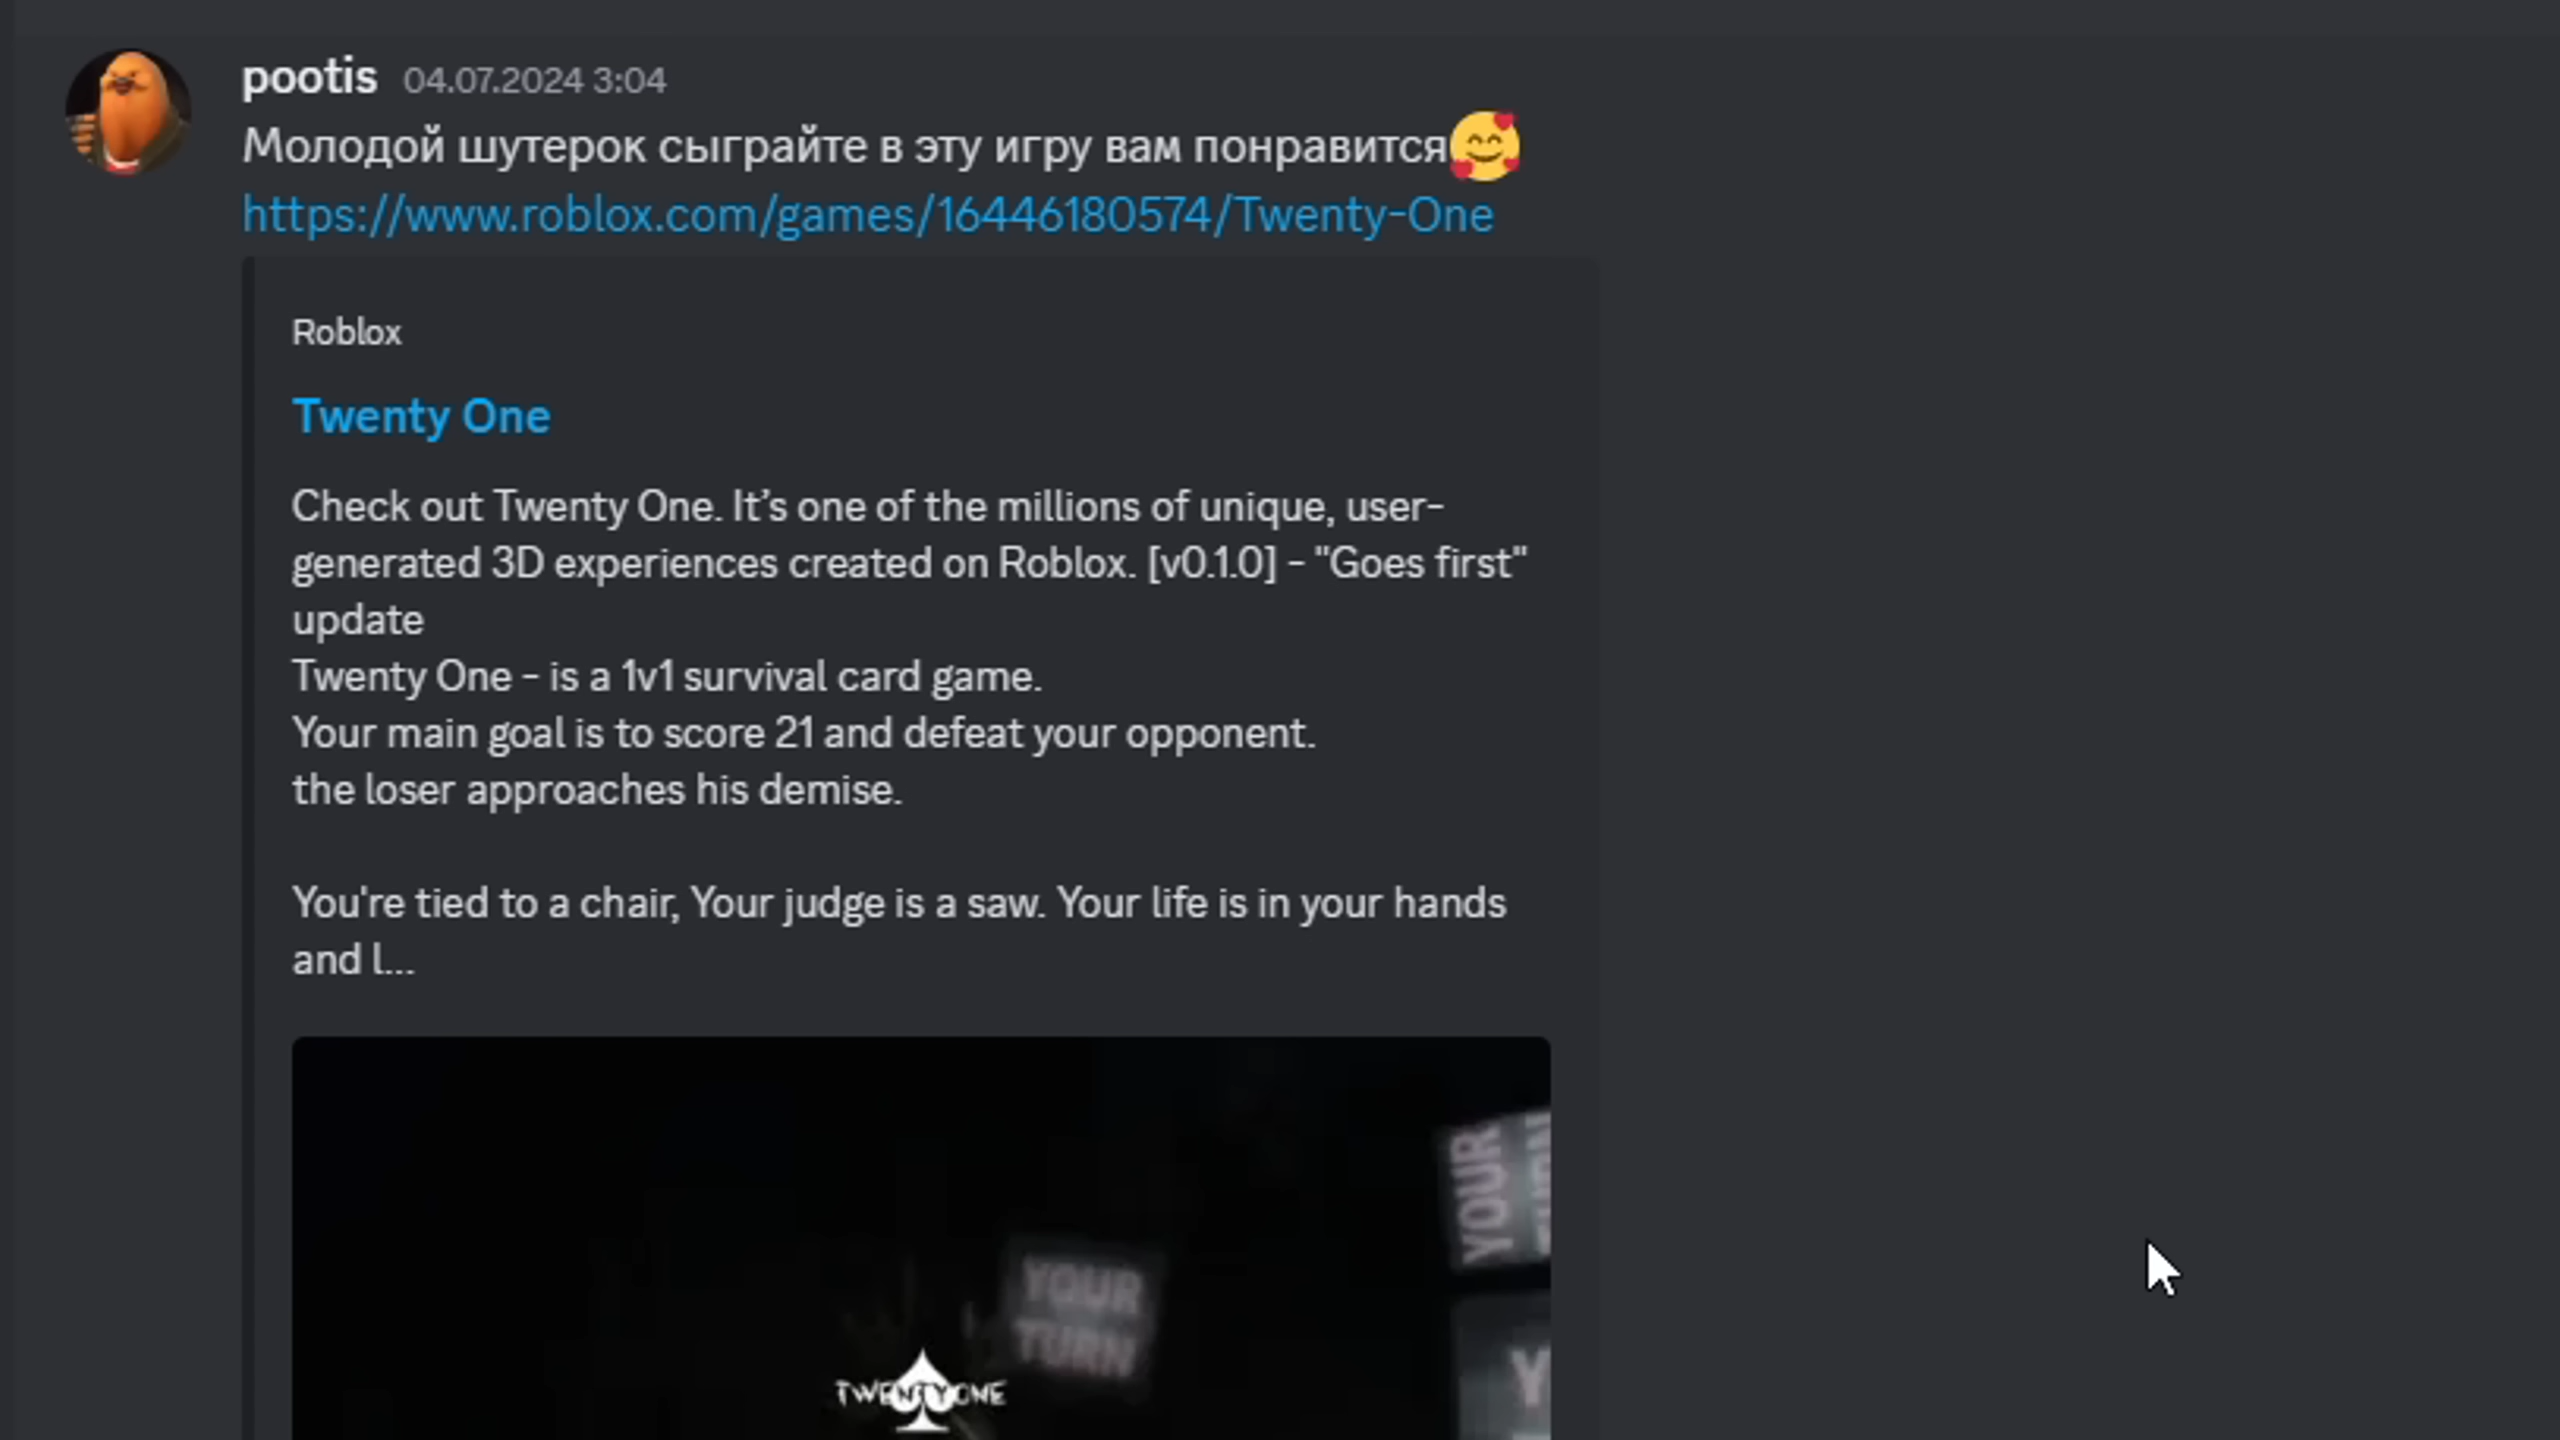 pootis 04.07.2024 3:04
Молодой шутерок сыграйте в эту игру вам понравится🥰
https://www.roblox.com/games/16446180574/Twenty-One
Roblox
Twenty One
Check out Twenty One. It’s one of the millions of unique, user-
generated 3D experiences created on Roblox. [v0.1.0] - "Goes first"
update
Twenty One - is a 1v1 survival card game.
Your main goal is to score 21 and defeat your opponent.
the loser approaches his demise.
You're tied to a chair, Your judge is a saw. Your life is in your hands
and l...
YOUR
TURN
YOUR
TWENTY ONE